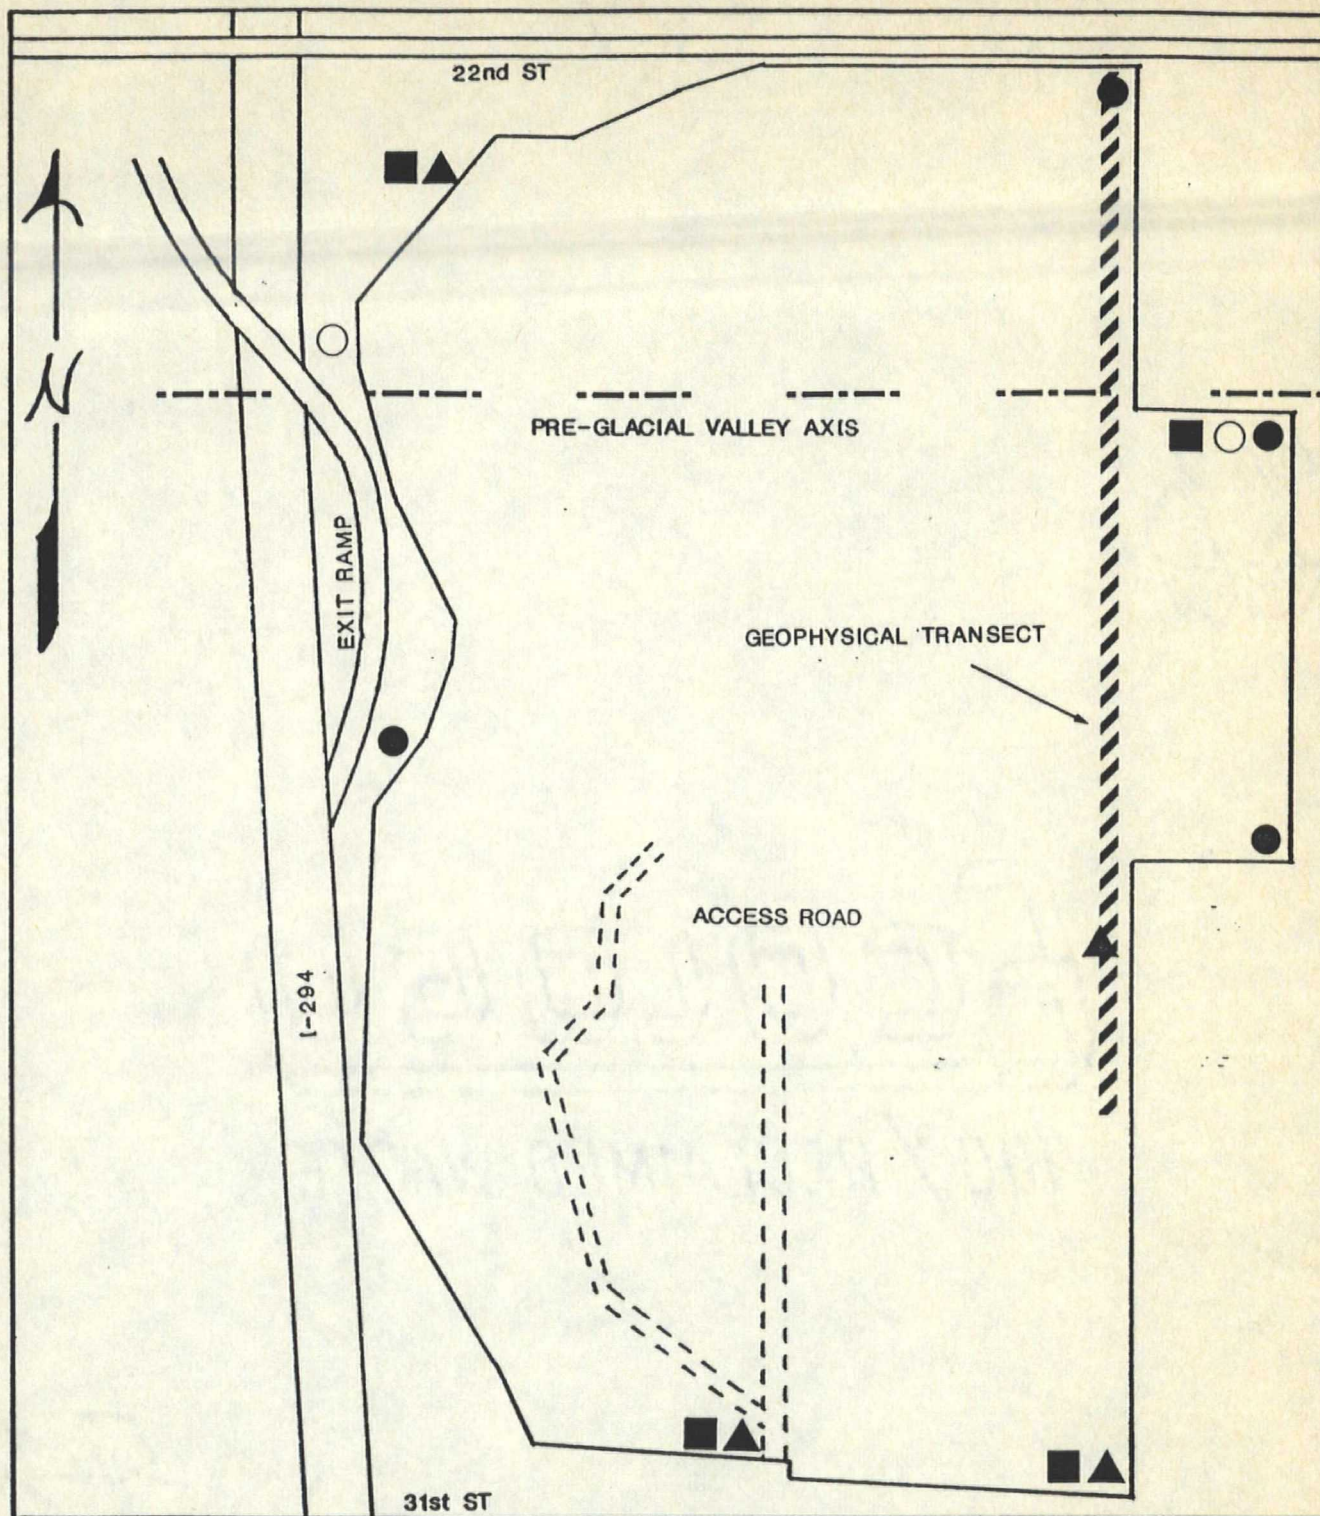 22nd ST
N
PRE-GLACIAL VALLEY AXIS
EXIT RAMP
GEOPHYSICAL TRANSECT
ACCESS ROAD
I-294
31st ST